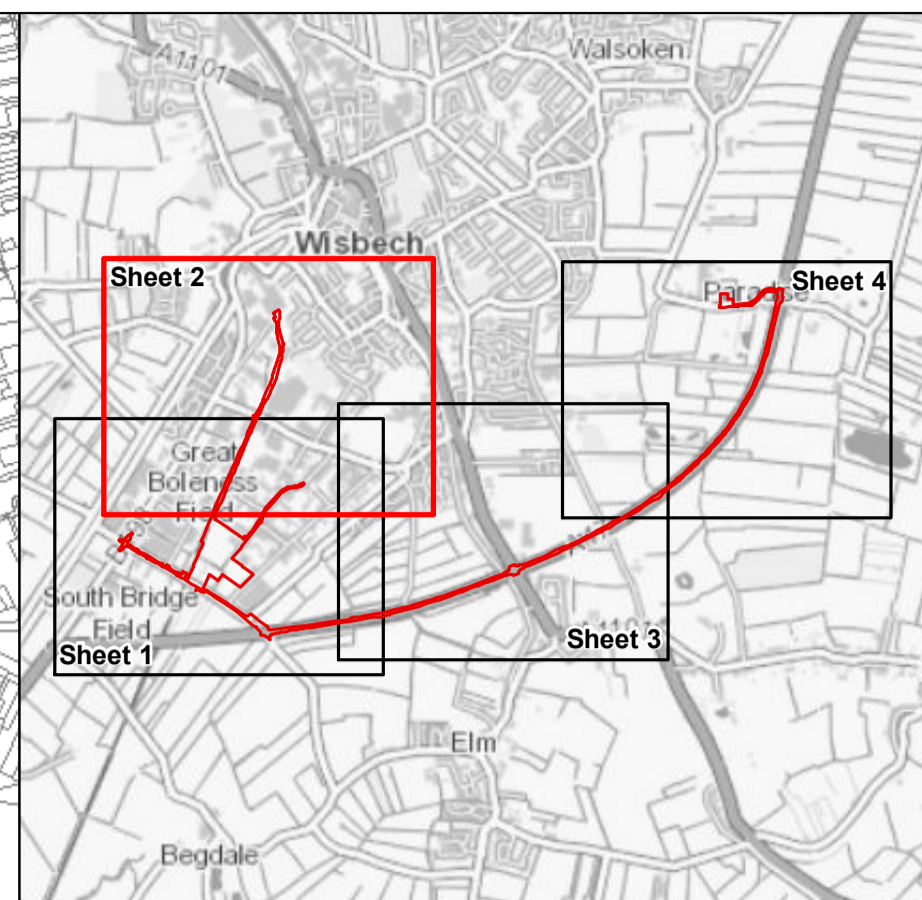 A1101
Walsoken
Wisbech
Sheet 2
Paradise
Sheet 4
Great
Boleness
Field
South Bridge
Field
Sheet 1
Sheet 3
Elm
Begdale